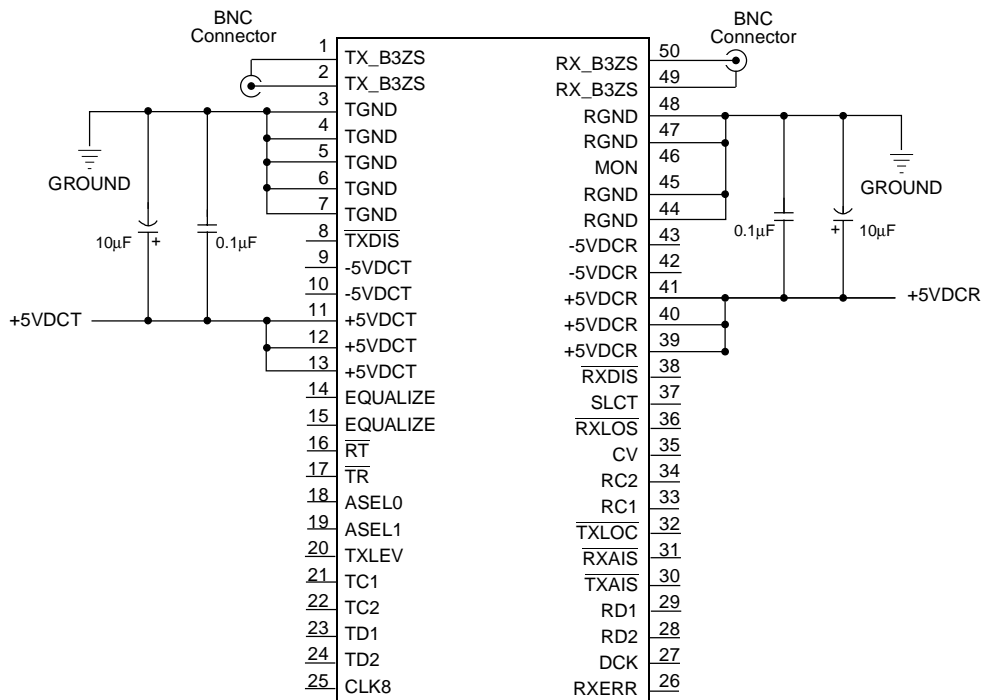 BNC
Connector
BNC
Connector
1 TX_B3ZS
2 TX_B3ZS
3 TGND
4 TGND
5 TGND
6 TGND
7 TGND
8 TXDIS
9 -5VDCT
10 -5VDCT
11 +5VDCT
12 +5VDCT
13 +5VDCT
14 EQUALIZE
15 EQUALIZE
16 RT
17 TR
18 ASEL0
19 ASEL1
20 TXLEV
21 TC1
22 TC2
23 TD1
24 TD2
25 CLK8
GROUND
10µF
+
0.1µF
+5VDCT
RX_B3ZS 50
RX_B3ZS 49
RGND 48
RGND 47
MON 46
RGND 45
RGND 44
-5VDCR 43
-5VDCR 42
+5VDCR 41
+5VDCR 40
+5VDCR 39
RXDIS 38
SLCT 37
RXLOS 36
CV 35
RC2 34
RC1 33
TXLOC 32
RXAIS 31
TXAIS 30
RD1 29
RD2 28
DCK 27
RXERR 26
GROUND
0.1µF
+
10µF
+5VDCR